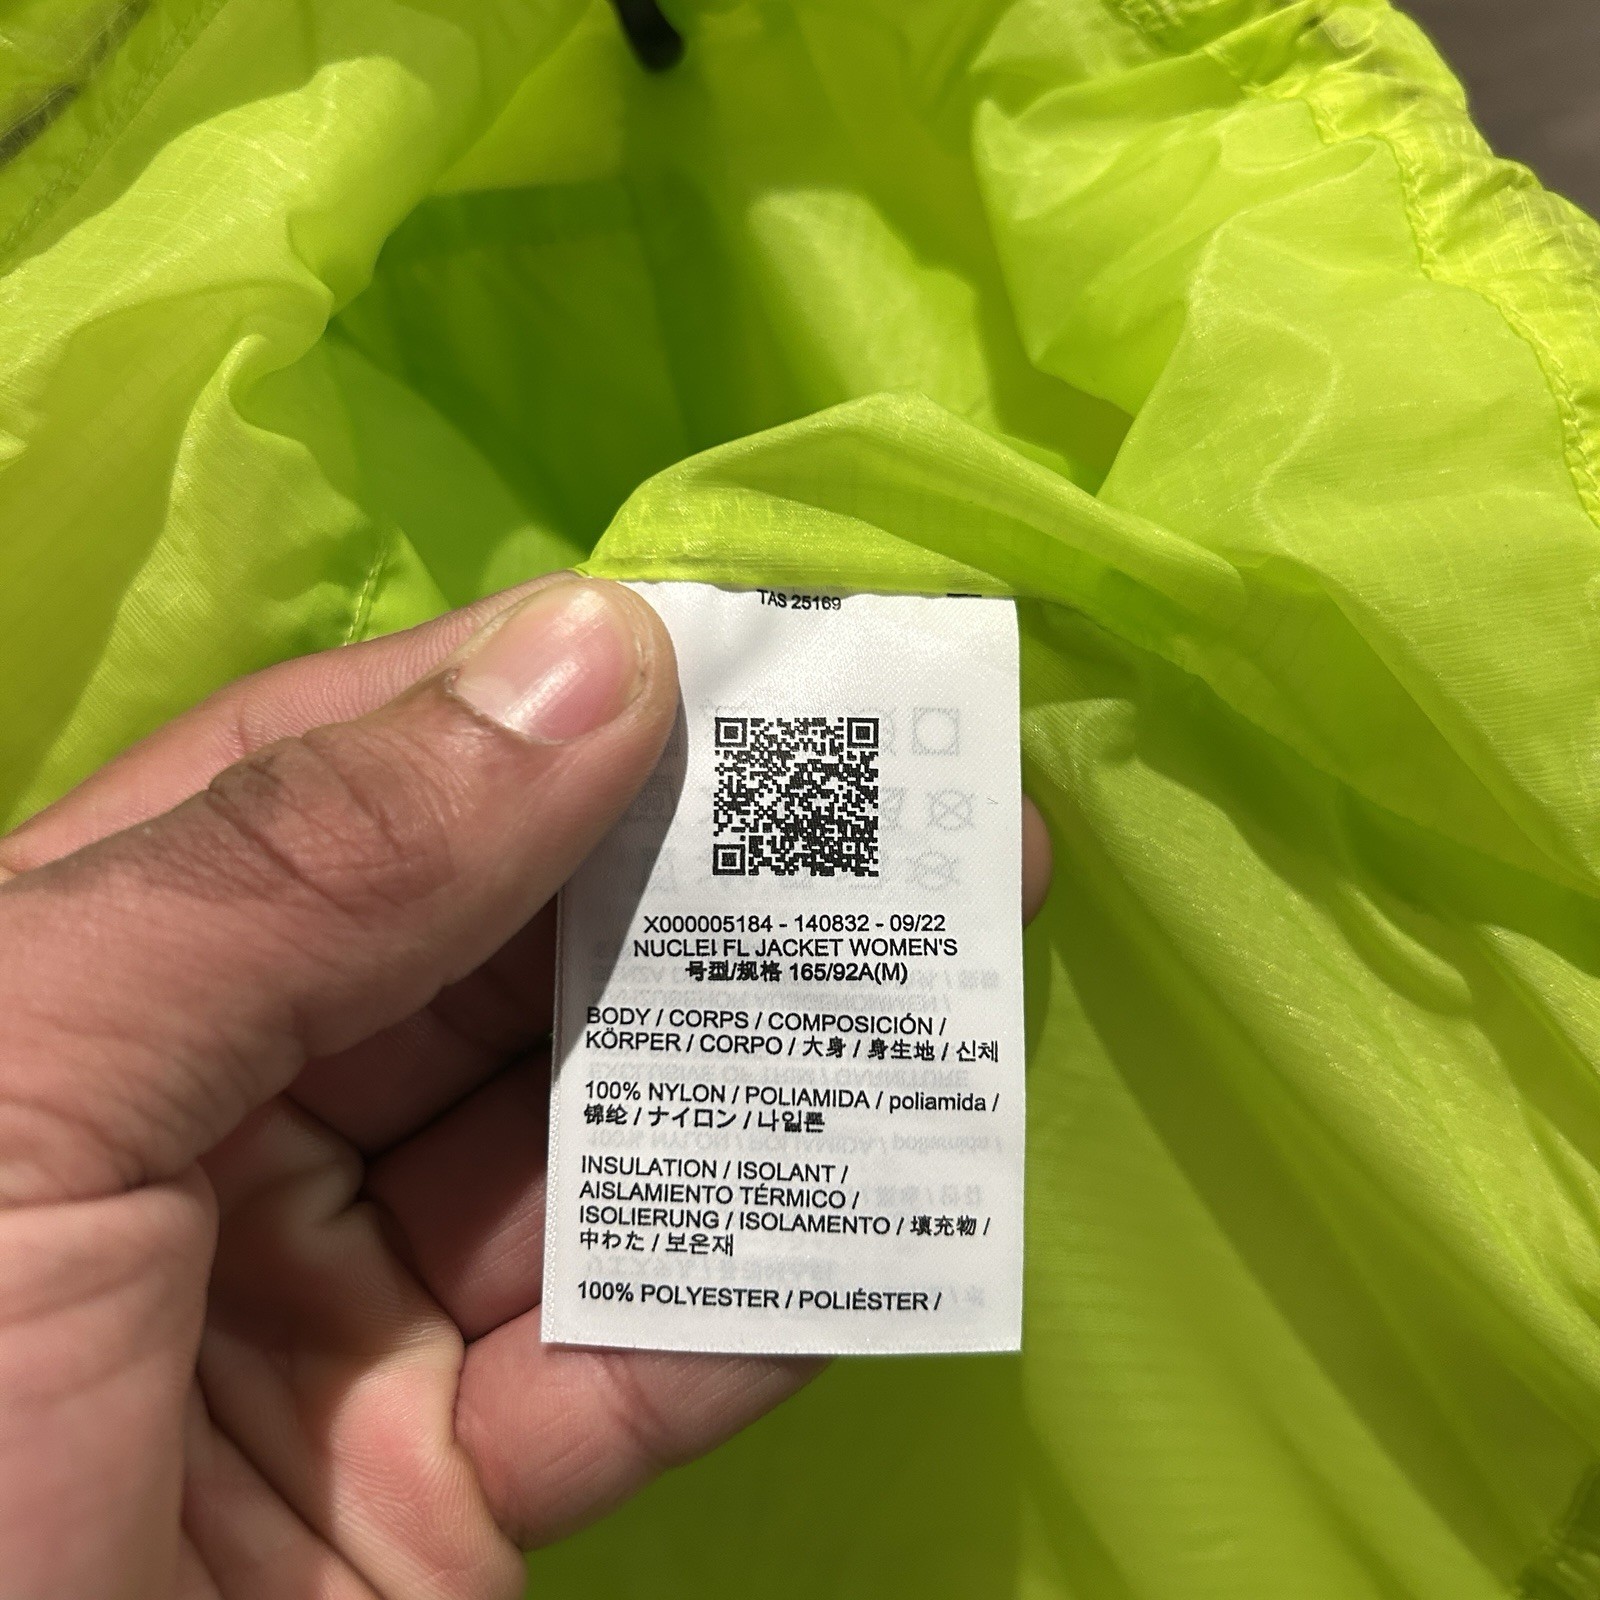 TAS 25169
X000005184 - 140832 - 09/22
NUCLEI FL JACKET WOMEN'S
号型/规格 165/92A(M)
BODY / CORPS / COMPOSICIÓN /
KÖRPER / CORPO / 大身 / 身生地 / 신체
100% NYLON / POLIAMIDA / poliamida /
锦纶 / ナイロン / 나일론
INSULATION / ISOLANT /
AISLAMIENTO TÉRMICO /
ISOLIERUNG / ISOLAMENTO / 填充物 /
中わた / 보온재
100% POLYESTER / POLIÉSTER /